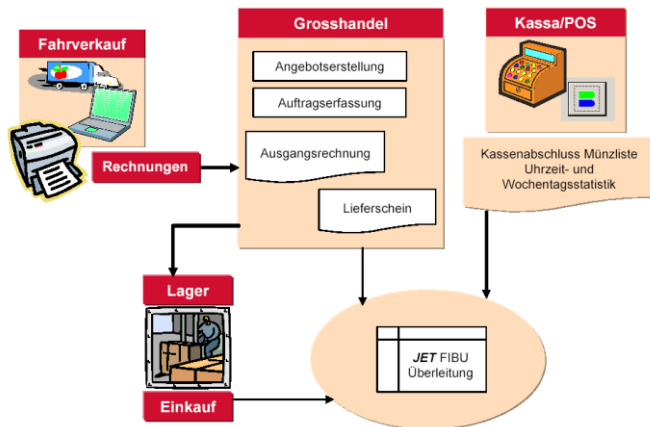 Fahrverkauf
Rechnungen
Grosshandel
Angebotserstellung
Auftragserfassung
Ausgangsrechnung
Lieferschein
Kassa/POS
Kassenabschluss Münzliste
Uhrzeit- und
Wochentagsstatistik
Lager
Einkauf
JET FIBU
Überleitung